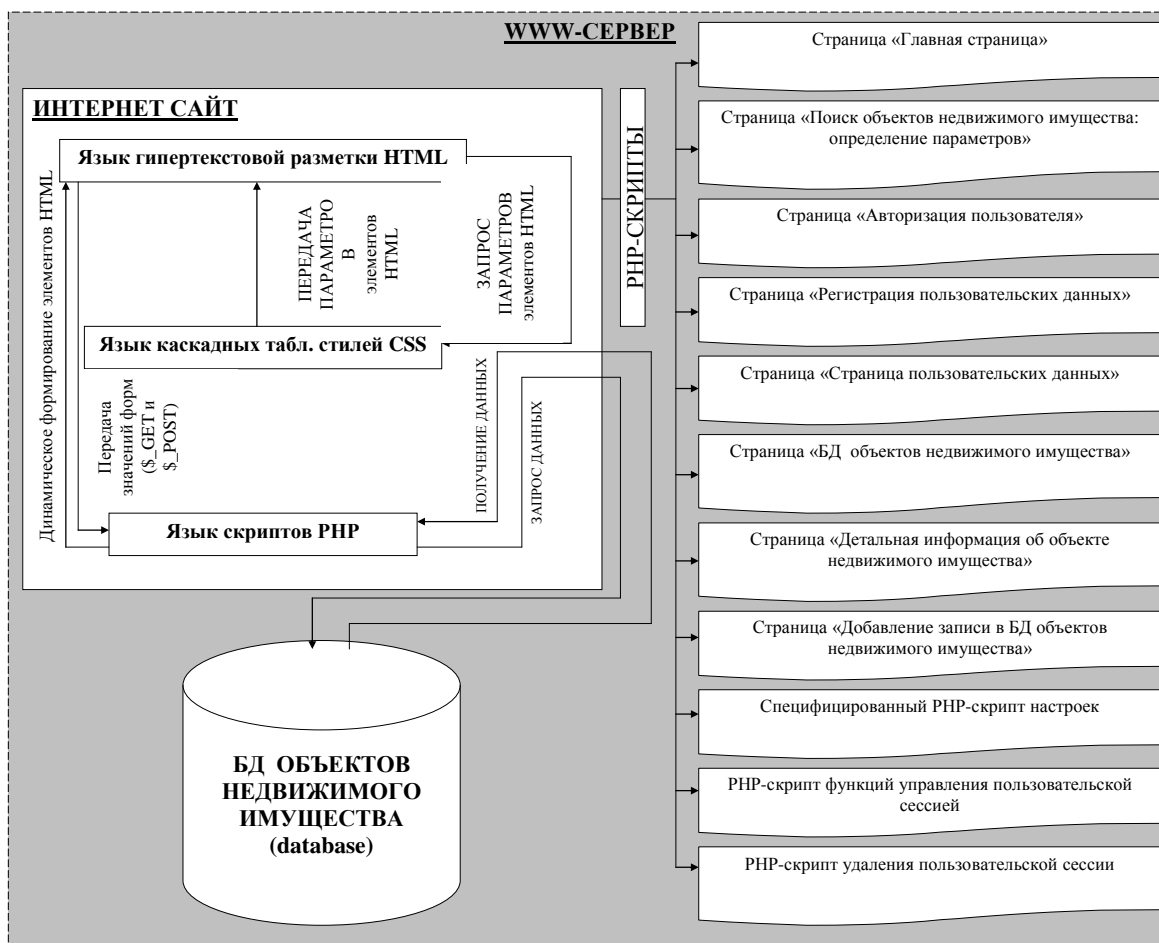 WWW-СЕРВЕР
ИНТЕРНЕТ САЙТ
Язык гипертекстовой разметки HTML
Динамическое формирование элементов HTML
ПЕРЕДАЧА
ПАРАМЕТРО
В
элементов
HTML
ЗАПРОС
ПАРАМЕТРОВ
элементов HTML
Язык каскадных табл. стилей CSS
Передача
значений форм
($_GET и
$_POST)
ПОЛУЧЕНИЕ ДАННЫХ
ЗАПРОС ДАННЫХ
Язык скриптов PHP
БД ОБЪЕКТОВ
НЕДВИЖИМОГО
ИМУЩЕСТВА
(database)
PHP-СКРИПТЫ
Страница «Главная страница»
Страница «Поиск объектов недвижимого имущества:
определение параметров»
Страница «Авторизация пользователя»
Страница «Регистрация пользовательских данных»
Страница «Страница пользовательских данных»
Страница «БД объектов недвижимого имущества»
Страница «Детальная информация об объекте
недвижимого имущества»
Страница «Добавление записи в БД объектов
недвижимого имущества»
Специфицированный PHP-скрипт настроек
PHP-скрипт функций управления пользовательской
сессией
PHP-скрипт удаления пользовательской сессии